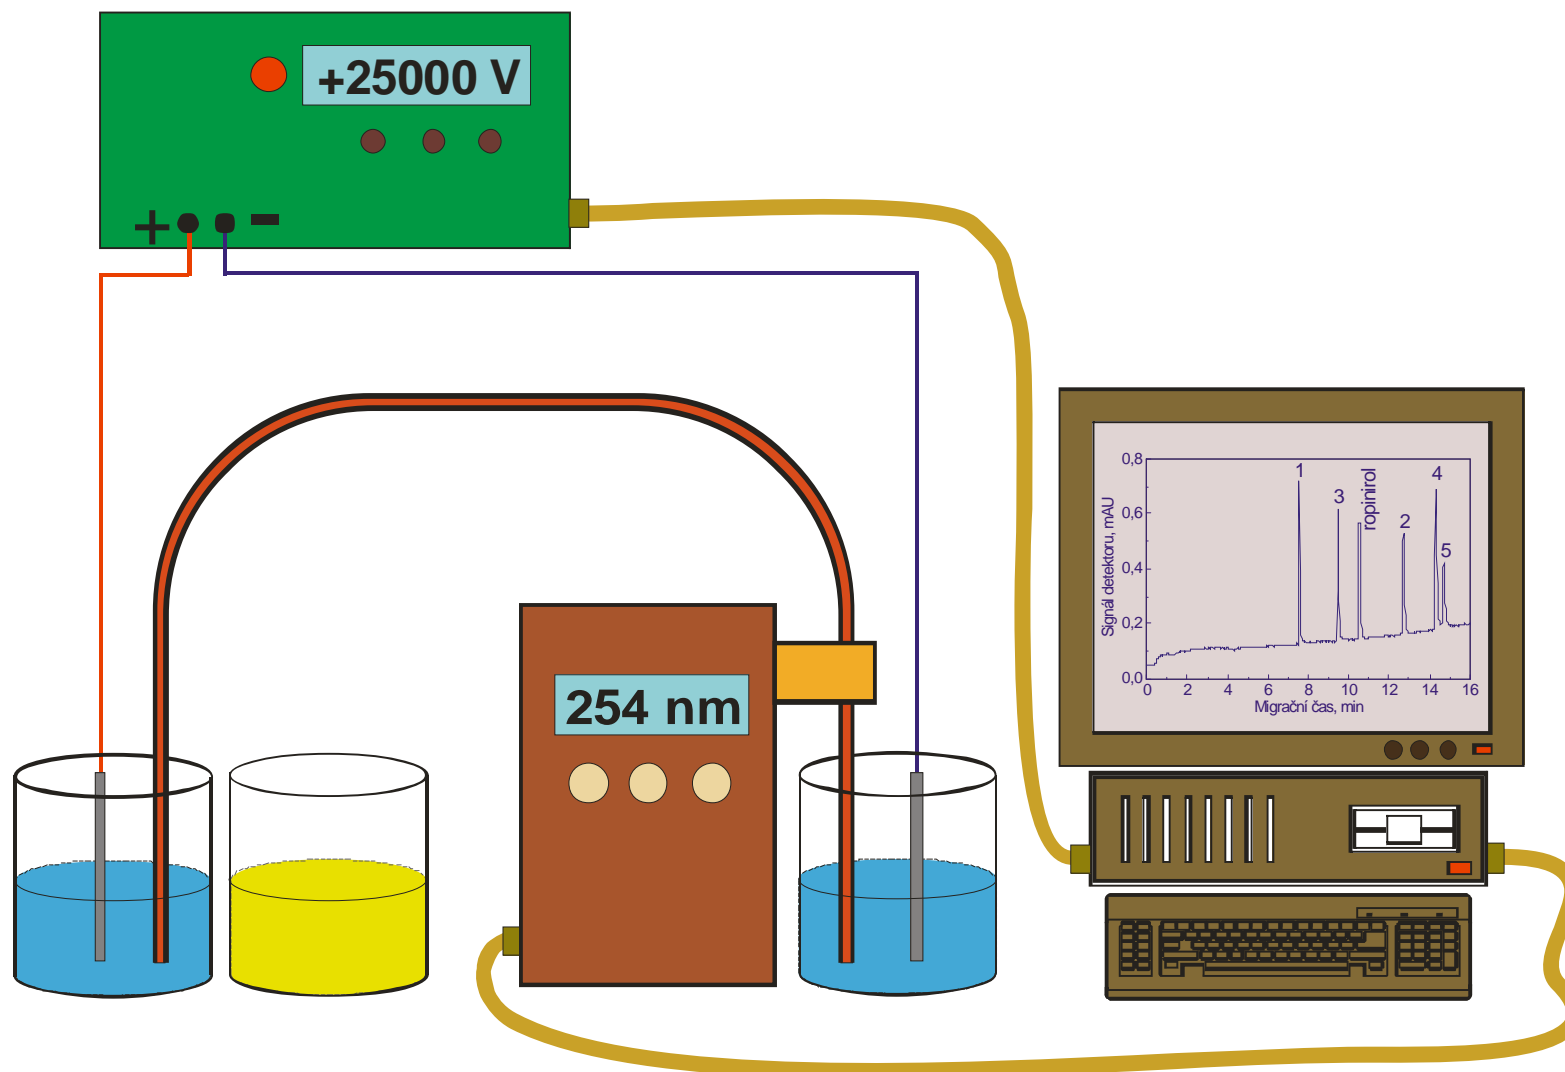 +25000 V
+ -
254 nm
Signál detektoru, mAU
0,8
0,6
0,4
0,2
0,0
1
3
ropinirol
2
4
5
0 2 4 6 8 10 12 14 16
Migrační čas, min